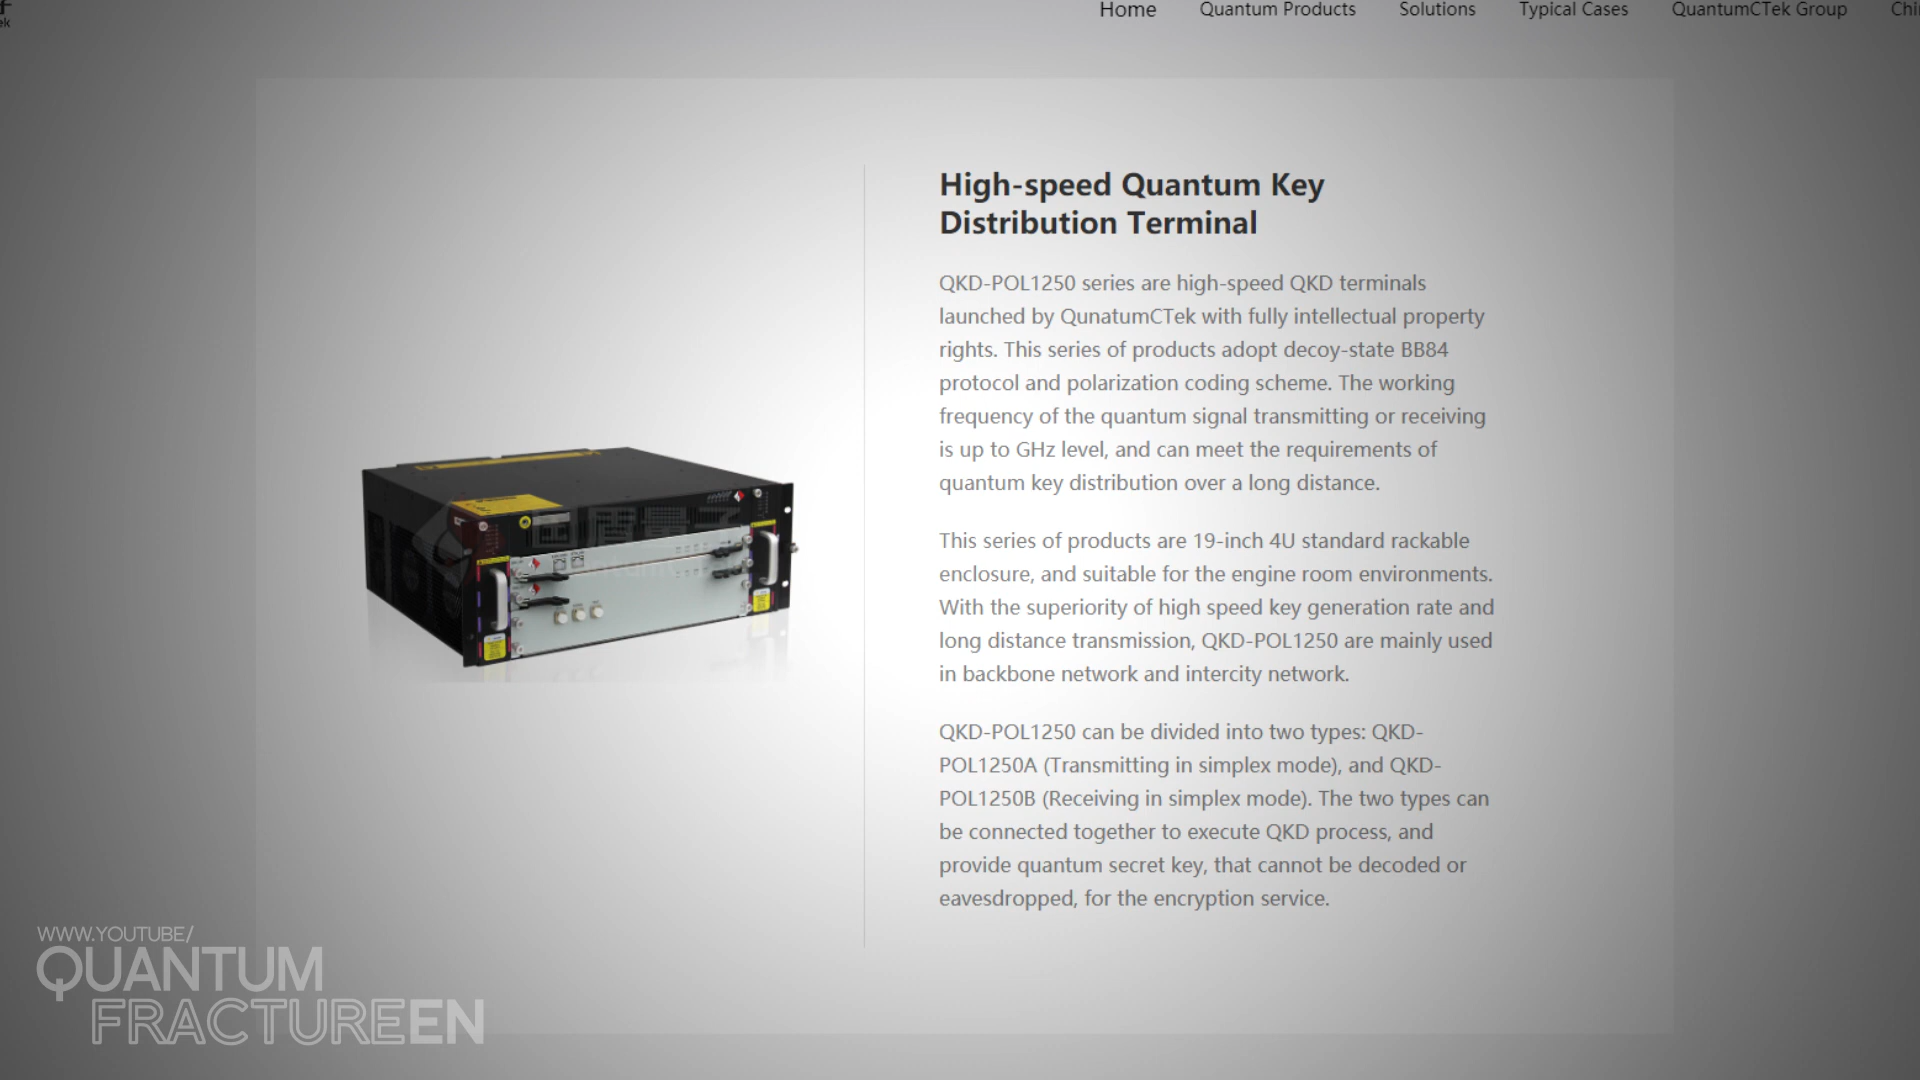 Home Quantum Products Solutions Typical Cases QuantumCTek Group
High-speed Quantum Key
Distribution Terminal
QKD-POL1250 series are high-speed QKD terminals
launched by QunatumCTek with fully intellectual property
rights. This series of products adopt decoy-state BB84
protocol and polarization coding scheme. The working
frequency of the quantum signal transmitting or receiving
is up to GHz level, and can meet the requirements of
quantum key distribution over a long distance.
This series of products are 19-inch 4U standard rackable
enclosure, and suitable for the engine room environments.
With the superiority of high speed key generation rate and
long distance transmission, QKD-POL1250 are mainly used
in backbone network and intercity network.
QKD-POL1250 can be divided into two types: QKD-
POL1250A (Transmitting in simplex mode), and QKD-
POL1250B (Receiving in simplex mode). The two types can
be connected together to execute QKD process, and
provide quantum secret key, that cannot be decoded or
eavesdropped, for the encryption service.
WWW.YOUTUBE/
QUANTUM
FRACTUREEN